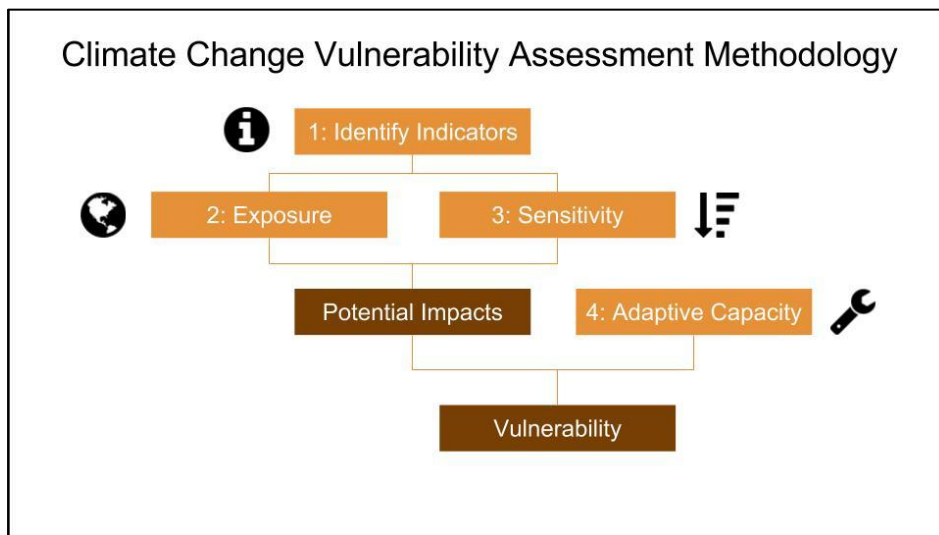 Climate Change Vulnerability Assessment Methodology
1: Identify Indicators
2: Exposure
3: Sensitivity
Potential Impacts
4: Adaptive Capacity
Vulnerability